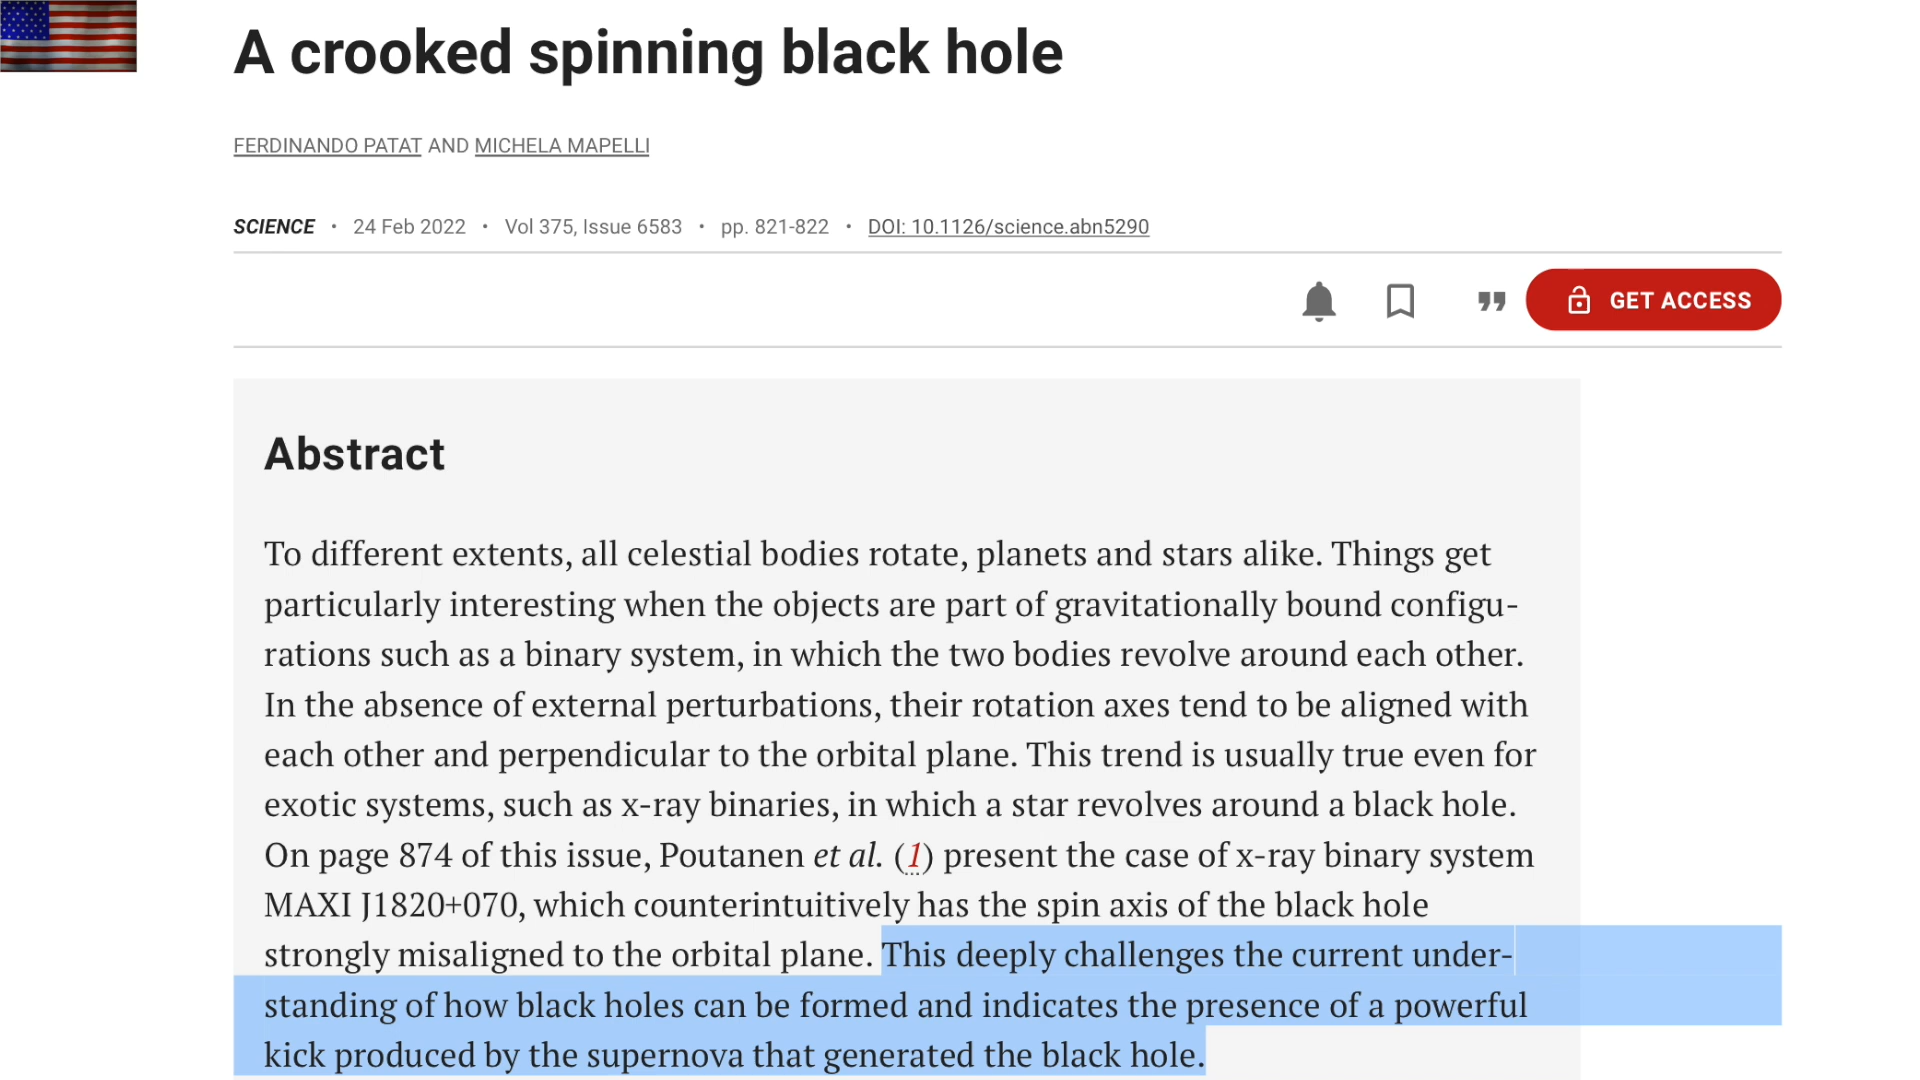 A crooked spinning black hole
FERDINANDO PATAT AND MICHELA MAPELLI
SCIENCE • 24 Feb 2022 • Vol 375, Issue 6583 • pp. 821-822 • DOI: 10.1126/science.abn5290
GET ACCESS
Abstract
To different extents, all celestial bodies rotate, planets and stars alike. Things get
particularly interesting when the objects are part of gravitationally bound configu-
rations such as a binary system, in which the two bodies revolve around each other.
In the absence of external perturbations, their rotation axes tend to be aligned with
each other and perpendicular to the orbital plane. This trend is usually true even for
exotic systems, such as x-ray binaries, in which a star revolves around a black hole.
On page 874 of this issue, Poutanen et al. (1) present the case of x-ray binary system
MAXI J1820+070, which counterintuitively has the spin axis of the black hole
strongly misaligned to the orbital plane. This deeply challenges the current under-
standing of how black holes can be formed and indicates the presence of a powerful
kick produced by the supernova that generated the black hole.